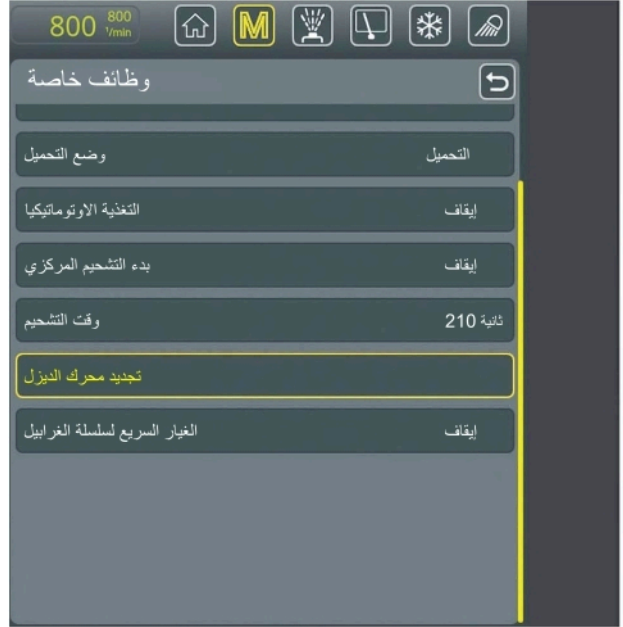 800 800 ¹/min M
وظائف خاصة
وضع التحميل التحميل
التغذية الاوتوماتيكيا إيقاف
بدء التشحيم المركزي إيقاف
وقت التشحيم 210 ثانية
تجديد محرك الديزل
الغيار السريع لسلسلة الغرابيل إيقاف